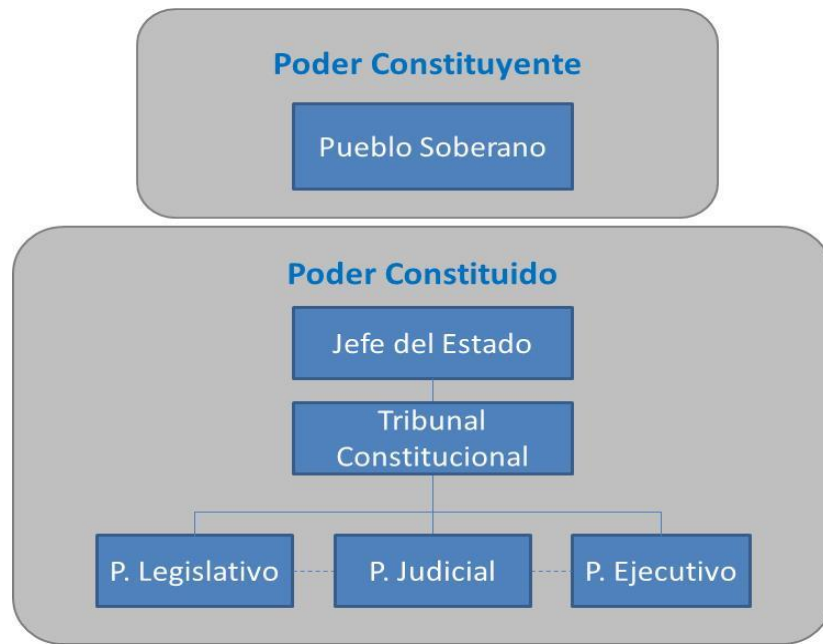 Poder Constituyente
Pueblo Soberano
Poder Constituido
Jefe del Estado
Tribunal
Constitucional
P. Legislativo
P. Judicial
P. Ejecutivo